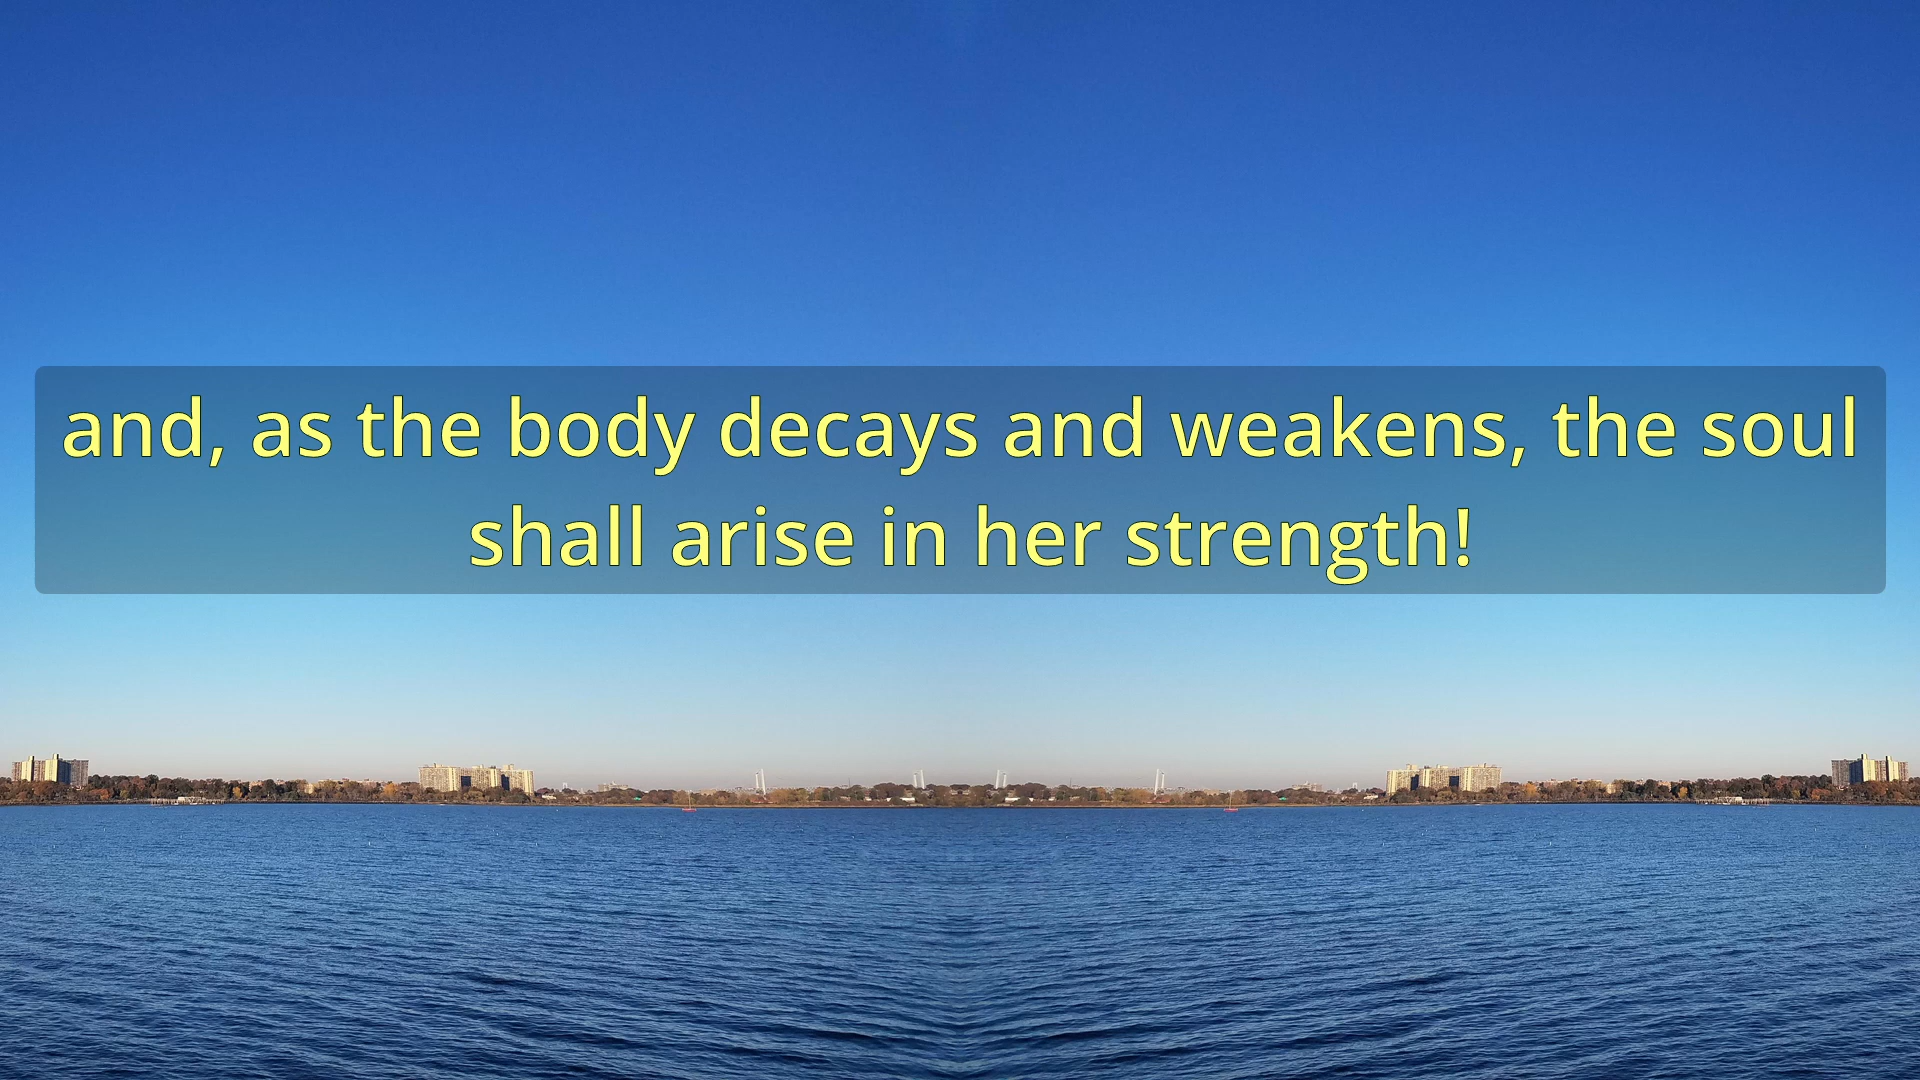 and, as the body decays and weakens, the soul
shall arise in her strength!